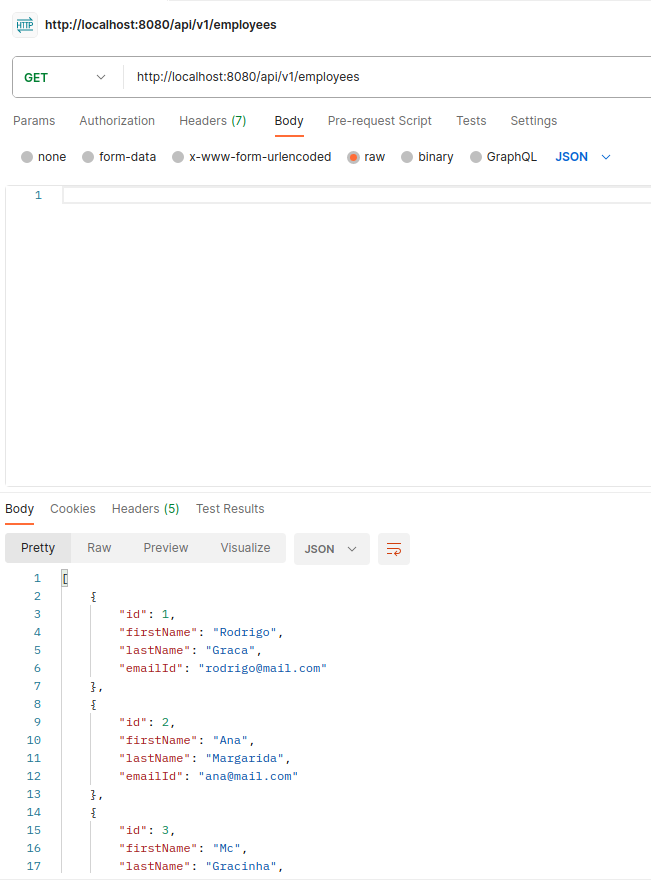 HTTP http://localhost:8080/api/v1/employees
GET http://localhost:8080/api/v1/employees
Params Authorization Headers (7) Body Pre-request Script Tests Settings
none form-data x-www-form-urlencoded raw binary GraphQL JSON
1
Body Cookies Headers (5) Test Results
Pretty Raw Preview Visualize JSON
1 [
2 {
3 "id": 1,
4 "firstName": "Rodrigo",
5 "lastName": "Graca",
6 "emailId": "rodrigo@mail.com"
7 },
8 {
9 "id": 2,
10 "firstName": "Ana",
11 "lastName": "Margarida",
12 "emailId": "ana@mail.com"
13 },
14 {
15 "id": 3,
16 "firstName": "Mc",
17 "lastName": "Gracinha",